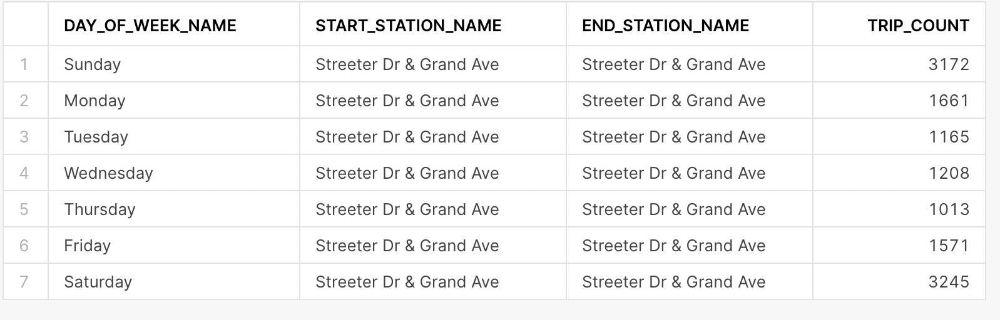 DAY_OF_WEEK_NAME START_STATION_NAME END_STATION_NAME TRIP_COUNT
1 Sunday Streeter Dr & Grand Ave Streeter Dr & Grand Ave 3172
2 Monday Streeter Dr & Grand Ave Streeter Dr & Grand Ave 1661
3 Tuesday Streeter Dr & Grand Ave Streeter Dr & Grand Ave 1165
4 Wednesday Streeter Dr & Grand Ave Streeter Dr & Grand Ave 1208
5 Thursday Streeter Dr & Grand Ave Streeter Dr & Grand Ave 1013
6 Friday Streeter Dr & Grand Ave Streeter Dr & Grand Ave 1571
7 Saturday Streeter Dr & Grand Ave Streeter Dr & Grand Ave 3245